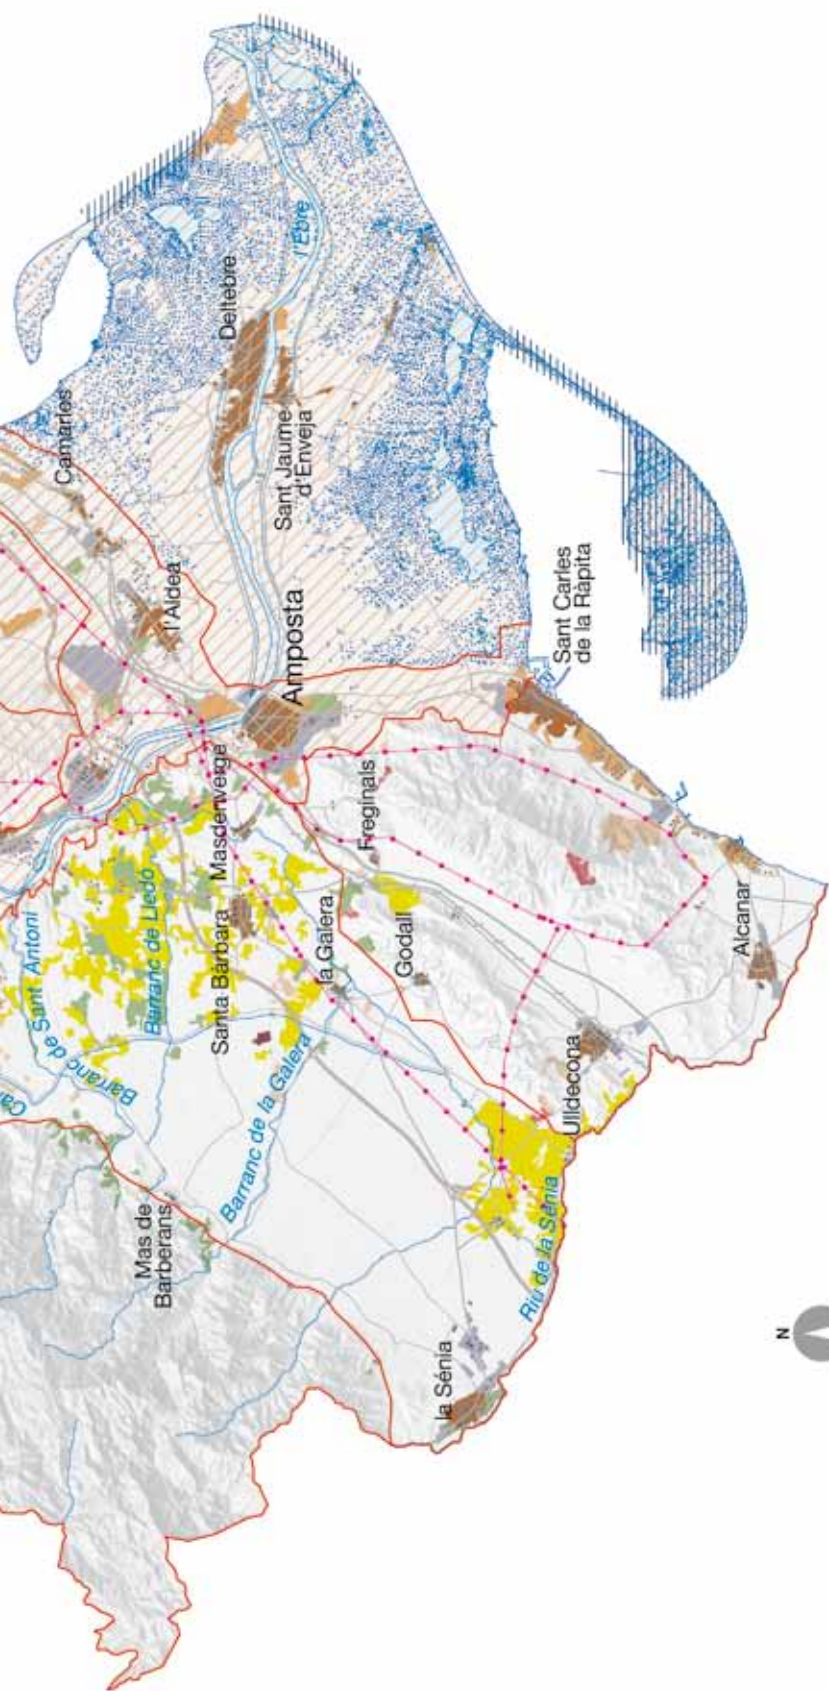 Barranc de Sant Antoni
Camarles
Mas de
Barberans
Barranc de Lledó
l'Aldea
Santa Bàrbara
Masdenverge
Deltebre
Barranc de la Galera
Sant Jaume
d'Enveja
l'Ebre
Amposta
la Galera
Freginals
Godall
la Sénia
Riu de la Sénia
Ulldecona
Sant Carles
de la Ràpita
Alcanar
N